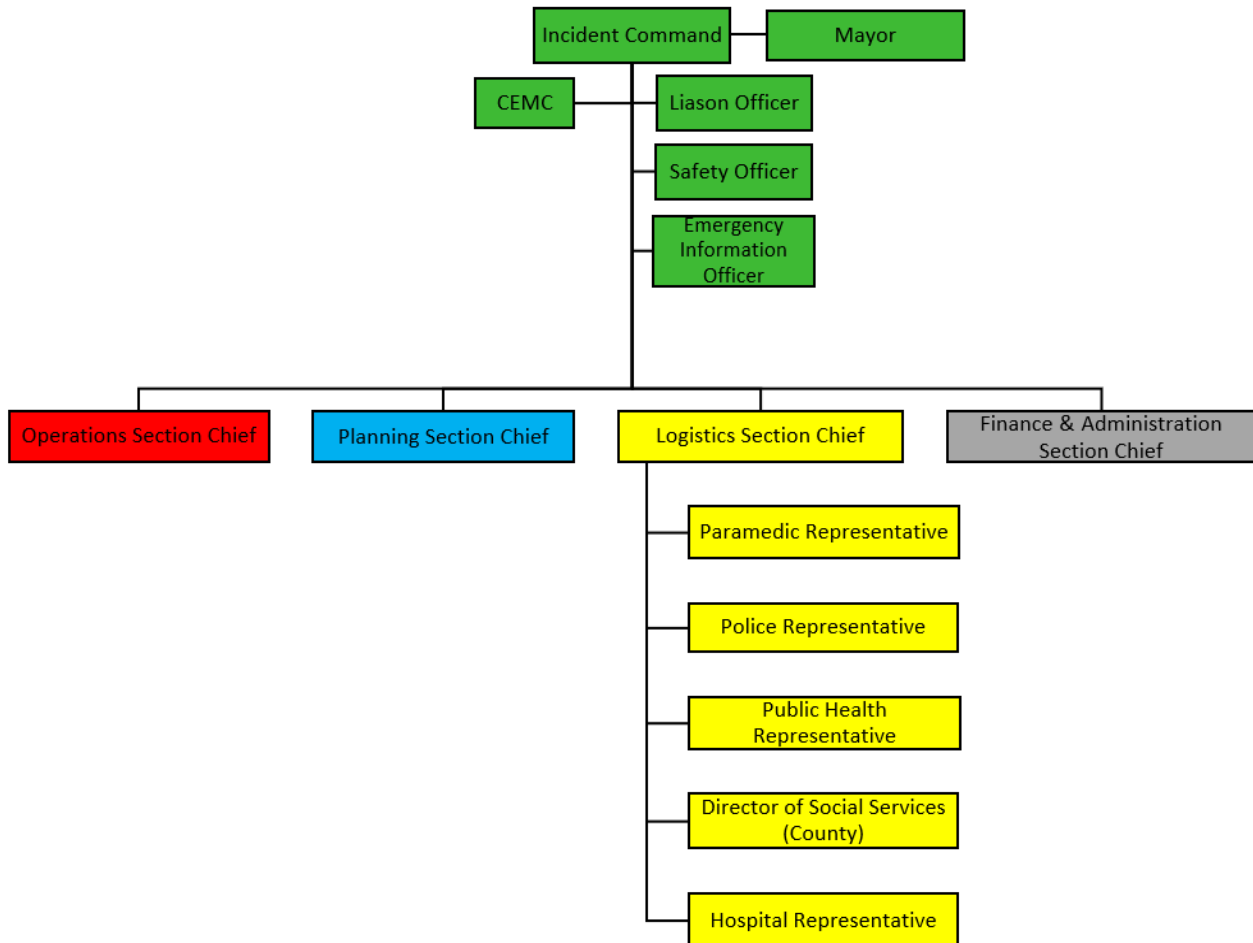 Incident Command
Mayor
CEMC
Liason Officer
Safety Officer
Emergency
Information
Officer
Operations Section Chief
Planning Section Chief
Logistics Section Chief
Finance & Administration
Section Chief
Paramedic Representative
Police Representative
Public Health
Representative
Director of Social Services
(County)
Hospital Representative